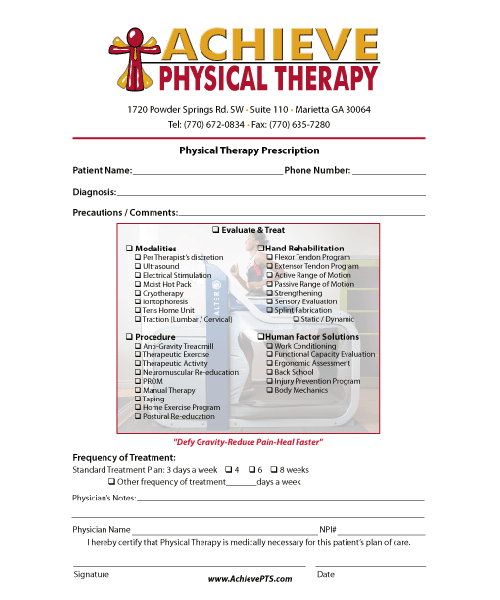 ACHIEVE
PHYSICAL THERAPY
1720 Powder Springs Rd. SW • Suite 110 • Marietta GA 30064
Tel: (770) 672-0834 • Fax: (770) 635-7280
Physical Therapy Prescription
Patient Name: Phone Number:
Diagnosis:
Precautions / Comments:
❑ Evaluate & Treat
❑ Modalities
❑ Per Therapist's discretion
❑ Ultrasound
❑ Electrical Stimulation
❑ Moist Hot Pack
❑ Cryotherapy
❑ Iontophoresis
❑ Tens Home Unit
❑ Traction (Lumbar / Cervical)
❑ Hand Rehabilitation
❑ Flexor Tendon Program
❑ Extensor Tendon Program
❑ Active Range of Motion
❑ Passive Range of Motion
❑ Strengthening
❑ Sensory Evaluation
❑ Splint Fabrication
❑ Static / Dynamic
❑ Procedure
❑ Anti-Gravity Treadmill
❑ Therapeutic Exercise
❑ Therapeutic Activity
❑ Neuromuscular Re-education
❑ PROM
❑ Manual Therapy
❑ Taping
❑ Home Exercise Program
❑ Postural Re-education
❑ Human Factor Solutions
❑ Work Conditioning
❑ Functional Capacity Evaluation
❑ Ergonomic Assessment
❑ Back School
❑ Injury Prevention Program
❑ Body Mechanics
"Defy Gravity-Reduce Pain-Heal Faster"
Frequency of Treatment:
Standard Treatment Plan: 3 days a week ❑ 4 ❑ 6 ❑ 8 weeks
❑ Other frequency of treatment_______days a week
Physician's Notes:
Physician Name NPI#
I hereby certify that Physical Therapy is medically necessary for this patient's plan of care.
Signature www.AchievePTS.com Date